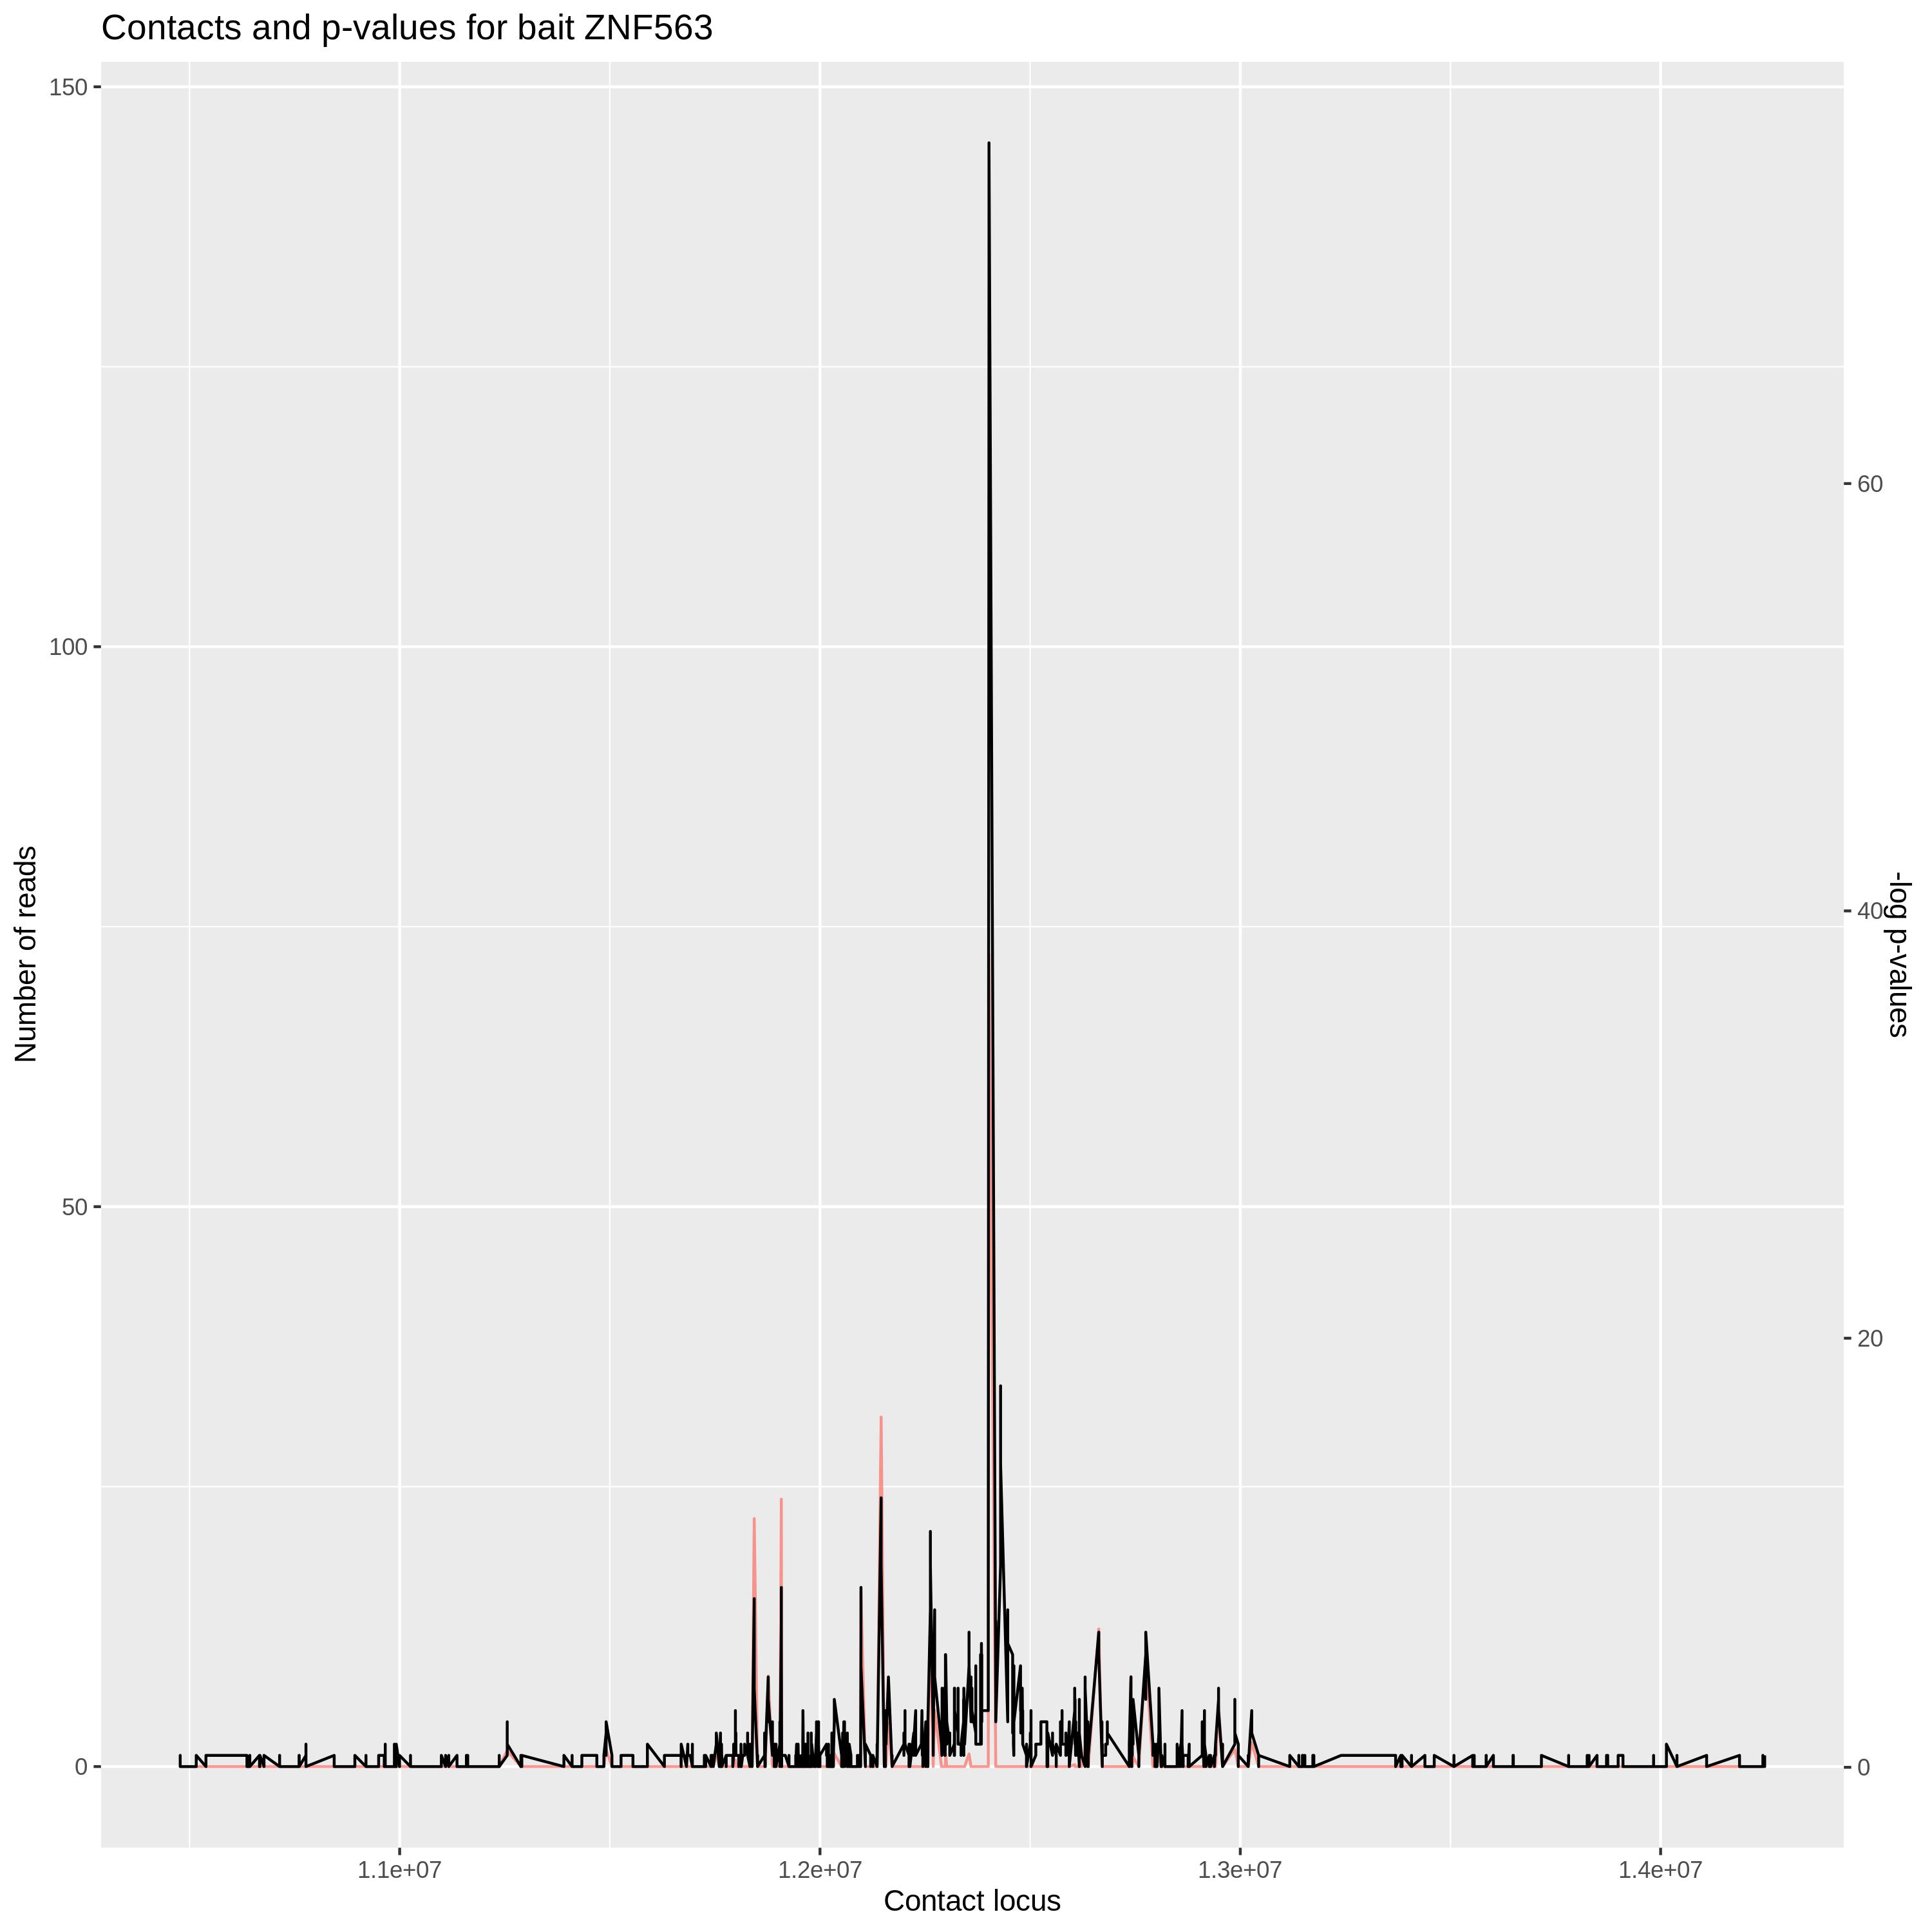 Contacts and p-values for bait ZNF563
150
100
50
0
Number of reads
60
40
20
0
-log p-values
1.1e+07
1.2e+07
1.3e+07
1.4e+07
Contact locus